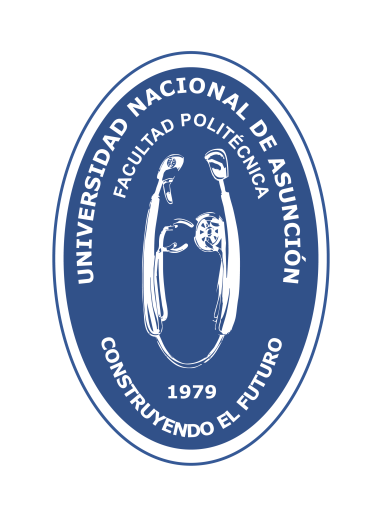 UNIVERSIDAD NACIONAL DE ASUNCIÓN
FACULTAD POLITÉCNICA
1979
CONSTRUYENDO EL FUTURO